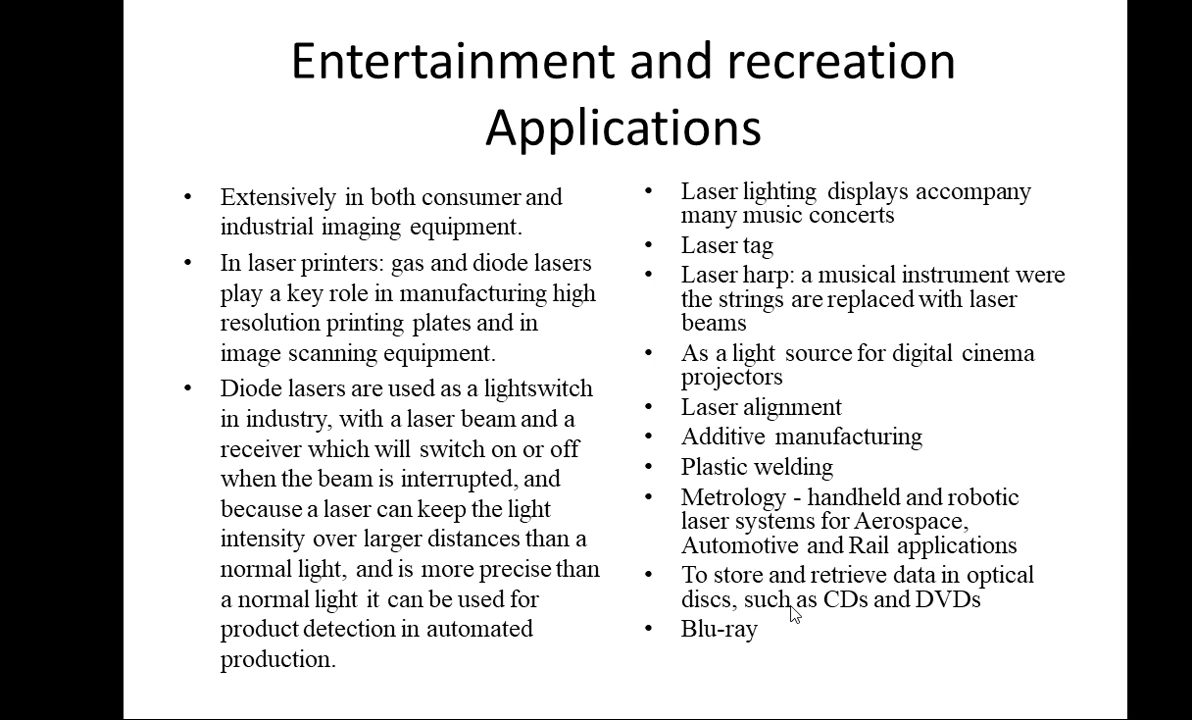 Entertainment and recreation
Applications
• Extensively in both consumer and
industrial imaging equipment.
• In laser printers: gas and diode lasers
play a key role in manufacturing high
resolution printing plates and in
image scanning equipment.
• Diode lasers are used as a lightswitch
in industry, with a laser beam and a
receiver which will switch on or off
when the beam is interrupted, and
because a laser can keep the light
intensity over larger distances than a
normal light, and is more precise than
a normal light it can be used for
product detection in automated
production.
• Laser lighting displays accompany
many music concerts
• Laser tag
• Laser harp: a musical instrument were
the strings are replaced with laser
beams
• As a light source for digital cinema
projectors
• Laser alignment
• Additive manufacturing
• Plastic welding
• Metrology - handheld and robotic
laser systems for Aerospace,
Automotive and Rail applications
• To store and retrieve data in optical
discs, such as CDs and DVDs
• Blu-ray